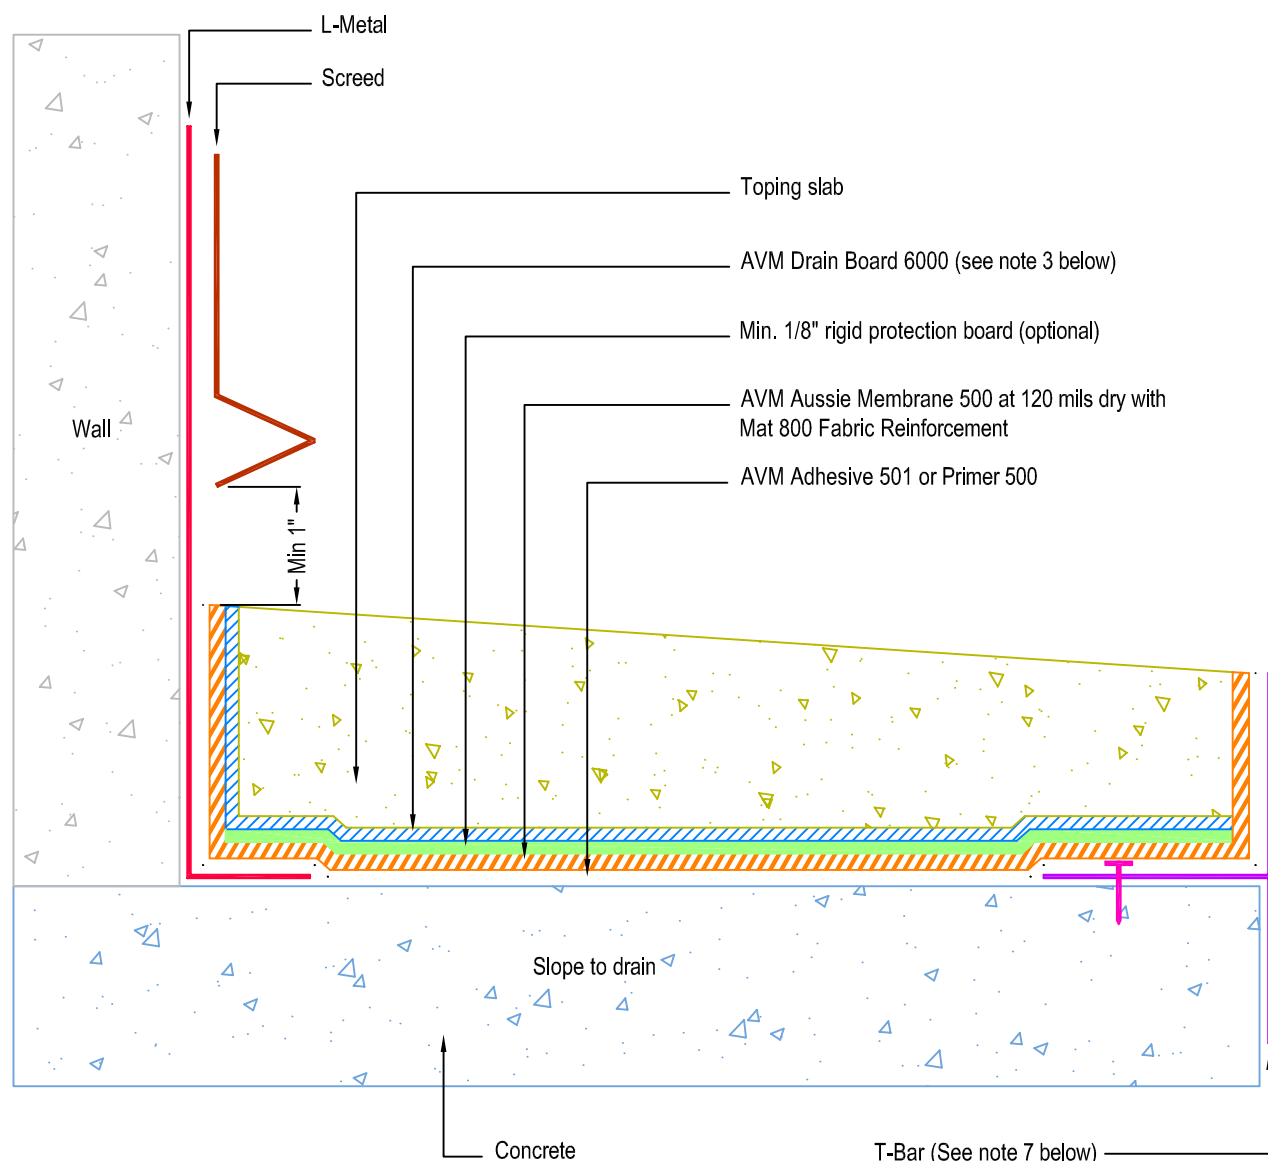 L-Metal
Screed
Toping slab
AVM Drain Board 6000 (see note 3 below)
Min. 1/8" rigid protection board (optional)
AVM Aussie Membrane 500 at 120 mils dry with
Mat 800 Fabric Reinforcement
AVM Adhesive 501 or Primer 500
Wall
Min 1"
Slope to drain
Concrete
T-Bar (See note 7 below)